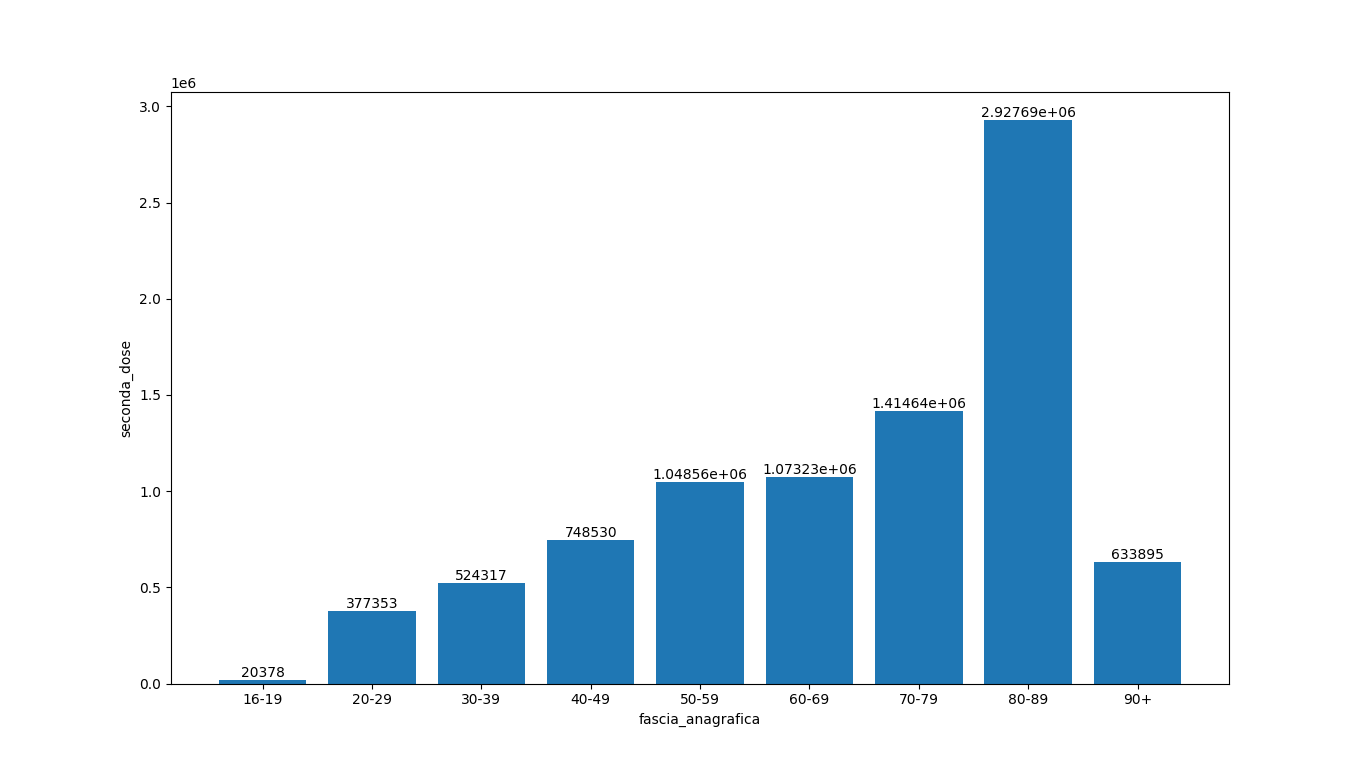 1e6
3.0
2.5
2.0
1.5
1.0
0.5
0.0
seconda_dose
20378
377353
524317
748530
1.04856e+06
1.07323e+06
1.41464e+06
2.92769e+06
633895
16-19 20-29 30-39 40-49 50-59 60-69 70-79 80-89 90+
fascia_anagrafica